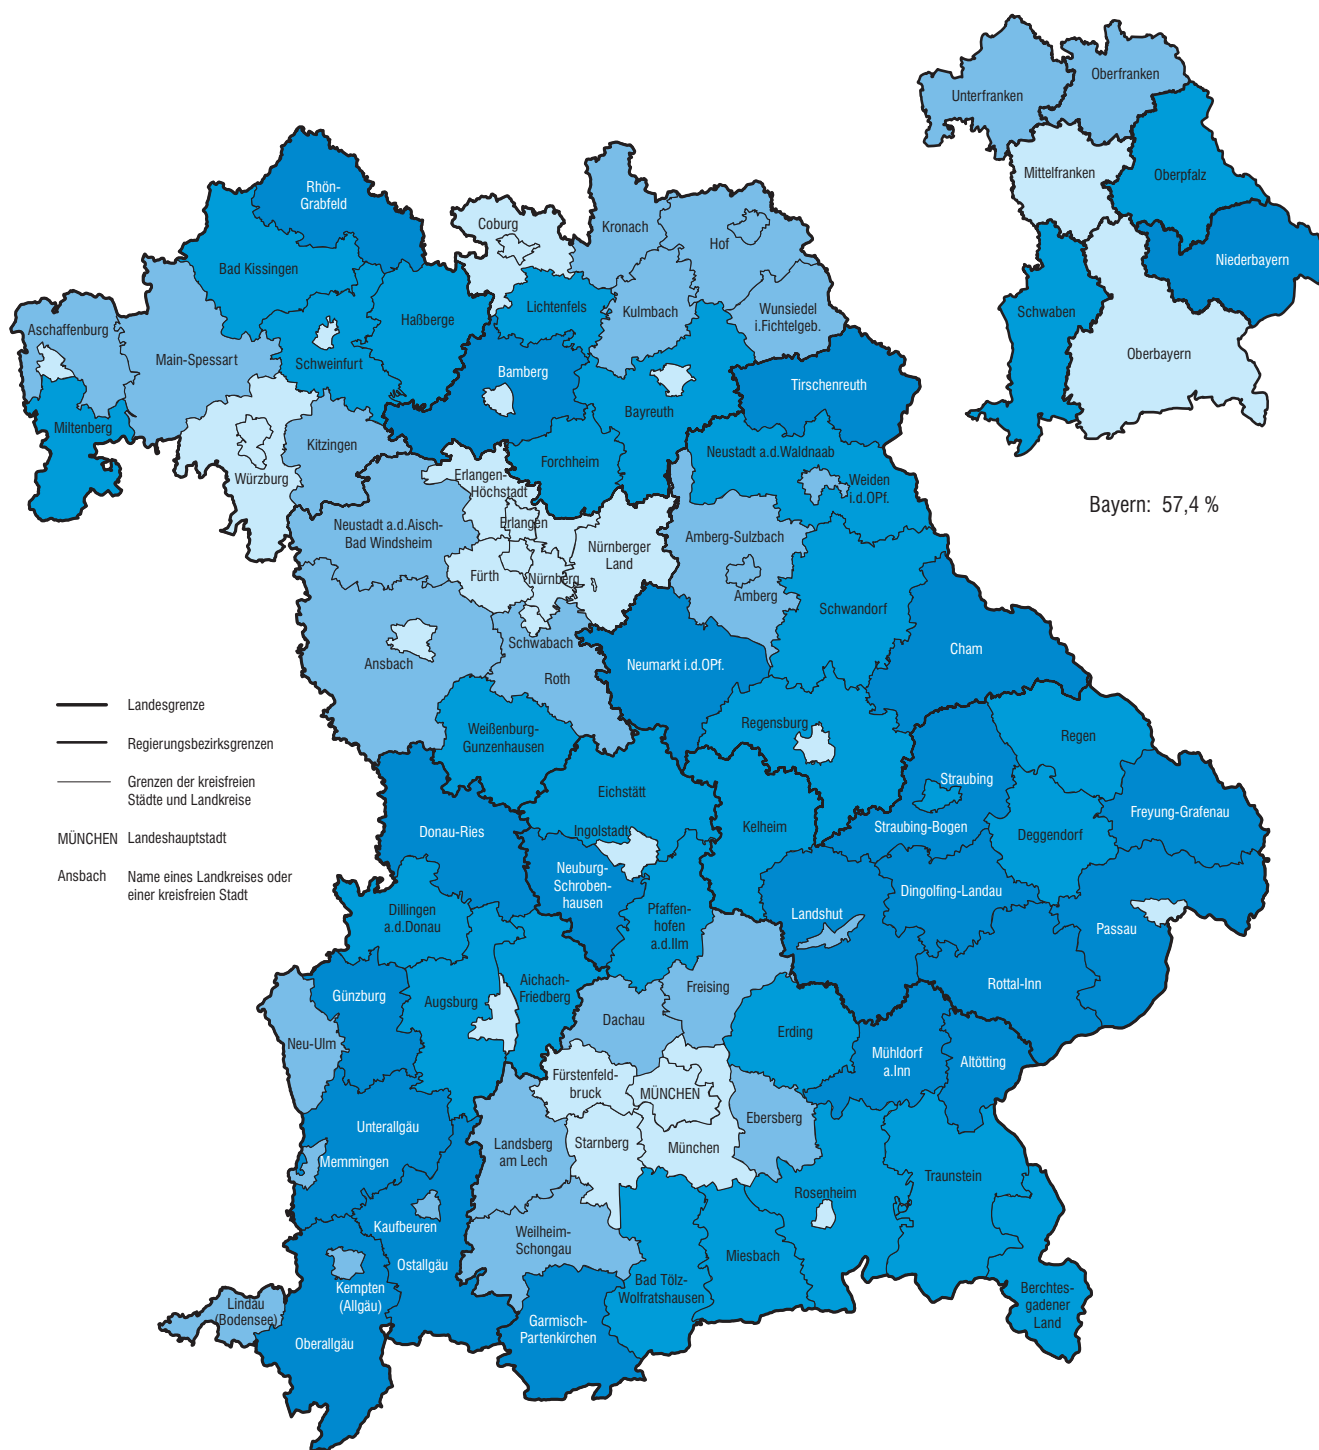 Unterfranken
Oberfranken
Mittelfranken
Oberpfalz
Niederbayern
Schwaben
Oberbayern
Bayern: 57,4 %
Rhön-
Grabfeld
Coburg
Kronach
Hof
Bad Kissingen
Lichtenfels
Kulmbach
Wunsiedel
i.Fichtelgeb.
Haßberge
Aschaffenburg
Main-Spessart
Schweinfurt
Bamberg
Tirschenreuth
Bayreuth
Miltenberg
Kitzingen
Würzburg
Forchheim
Neustadt a.d.Waldnaab
Weiden
i.d.OPf.
Erlangen-
Höchstadt
Erlangen
Neustadt a.d.Aisch-
Bad Windsheim
Fürth
Nürnberg
Nürnberger
Land
Amberg-Sulzbach
Amberg
Schwandorf
Cham
Schwabach
Ansbach
Roth
Neumarkt i.d.OPf.
Landesgrenze
Regierungsbezirksgrenzen
Grenzen der kreisfreien
Städte und Landkreise
MÜNCHEN Landeshauptstadt
Ansbach Name eines Landkreises oder
einer kreisfreien Stadt
Weißenburg-
Gunzenhausen
Regensburg
Regen
Eichstätt
Straubing
Freyung-Grafenau
Donau-Ries
Ingolstadt
Kelheim
Straubing-Bogen
Deggendorf
Neuburg-
Schroben-
hausen
Dingolfing-Landau
Dillingen
a.d.Donau
Pfaffen-
hofen
a.d.Ilm
Landshut
Passau
Günzburg
Augsburg
Aichach-
Friedberg
Freising
Rottal-Inn
Neu-Ulm
Dachau
Erding
Mühldorf
a.Inn
Altötting
Fürstenfeld-
bruck
MÜNCHEN
Ebersberg
Unterallgäu
Memmingen
Landsberg
am Lech
Starnberg
München
Traunstein
Rosenheim
Kaufbeuren
Weilheim-
Schongau
Miesbach
Ostallgäu
Kempten
(Allgäu)
Bad Tölz-
Wolfratshausen
Berchtes-
gadener
Land
Lindau
(Bodensee)
Oberallgäu
Garmisch-
Partenkirchen